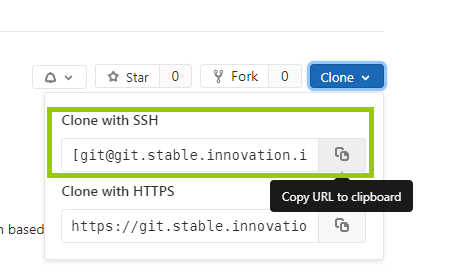 Star 0 Fork 0 Clone
Clone with SSH
[git@git.stable.innovation.i
Copy URL to clipboard
Clone with HTTPS
n based
https://git.stable.innovatio